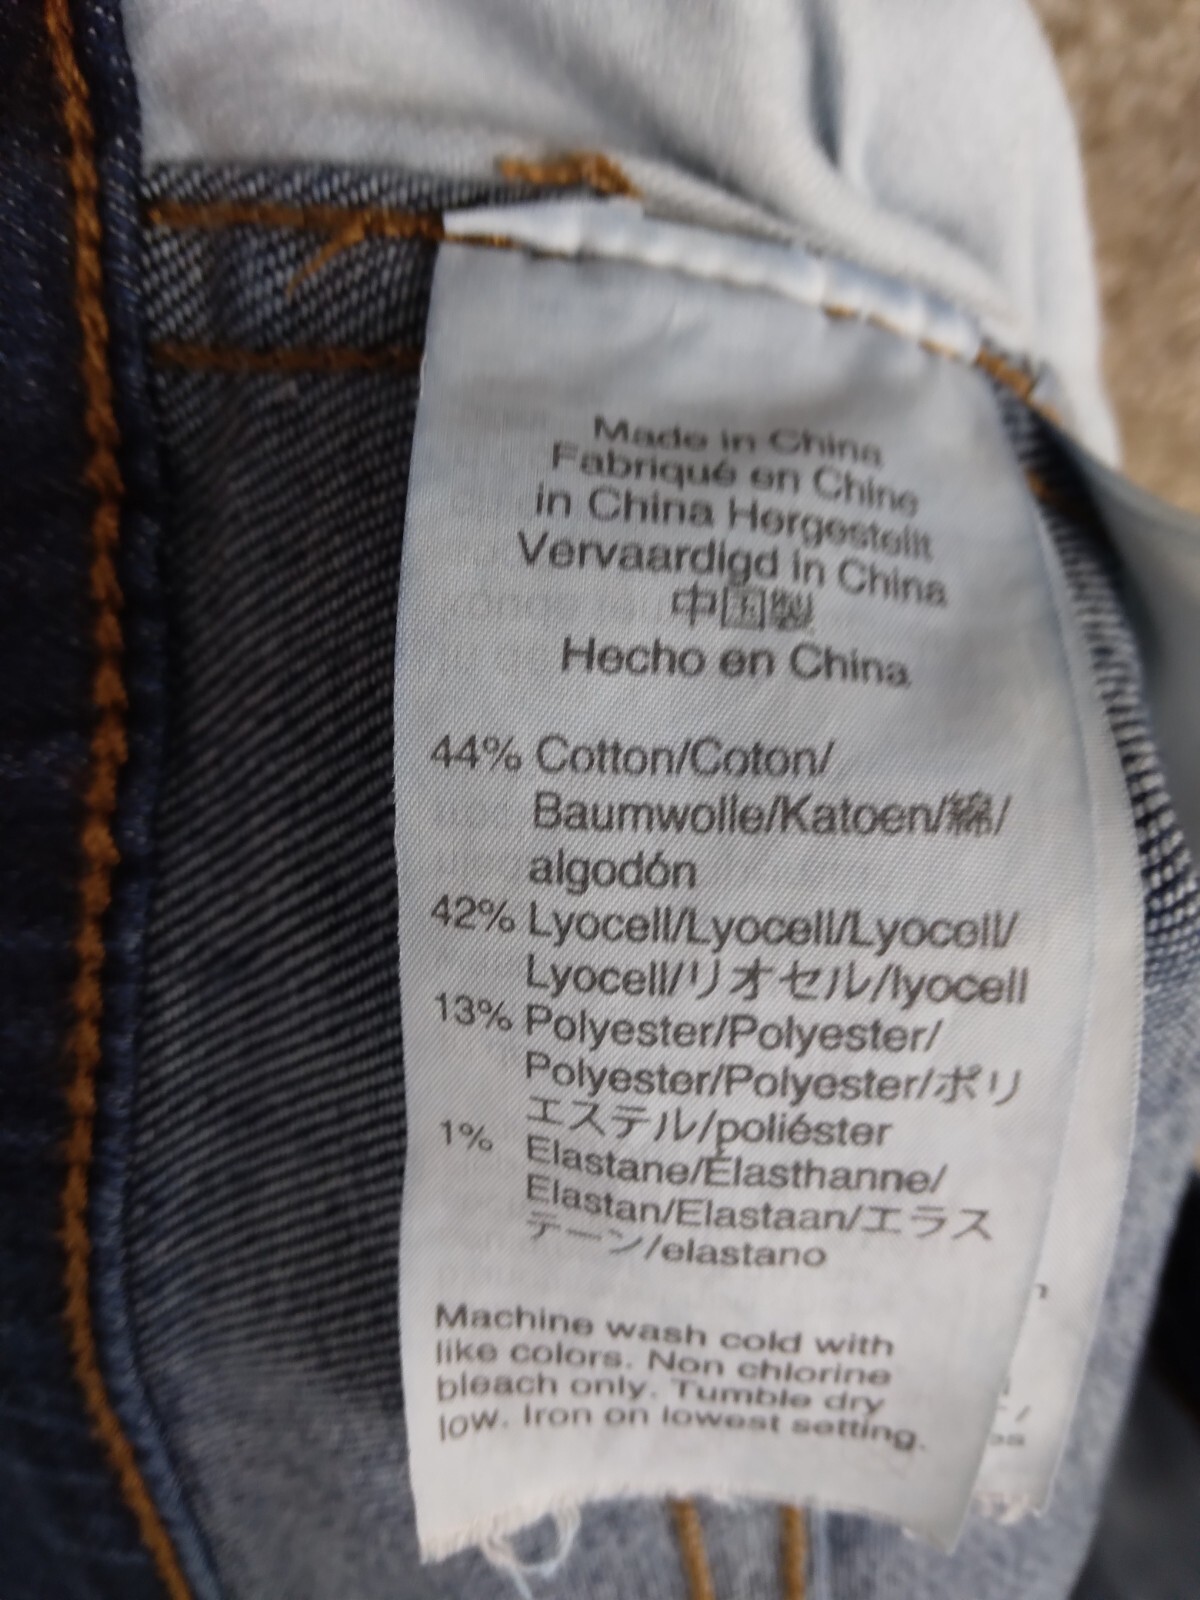 Made in China
Fabriqué en Chine
in China Hergestellt
Vervaardigd in China
中国製
Hecho en China
44% Cotton/Coton/
Baumwolle/Katoen/綿/
algodón
42% Lyocell/Lyocell/Lyocell/
Lyocell/リオセル/lyocell
13% Polyester/Polyester/
Polyester/Polyester/ポリ
エステル/poliéster
1% Elastane/Élasthanne/
Elastan/Elastaan/エラス
テーン/elastano
Machine wash cold with
like colors. Non chlorine
bleach only. Tumble dry
low. Iron on lowest setting.